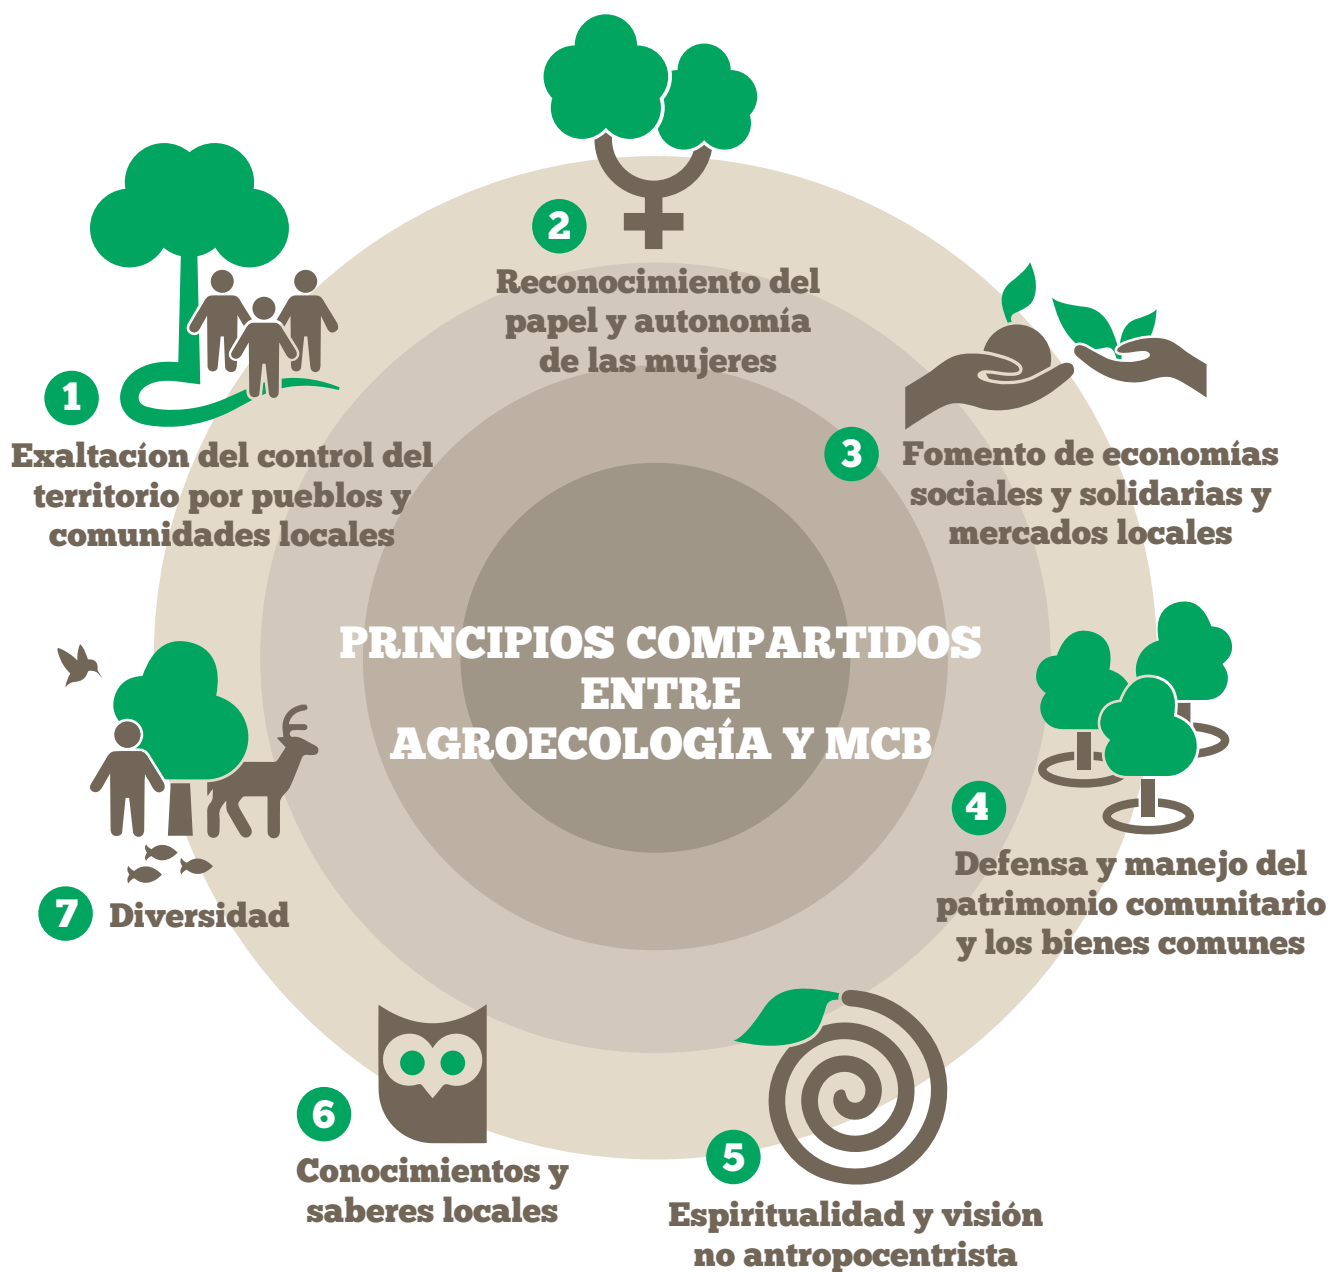 PRINCIPIOS COMPARTIDOS
ENTRE
AGROECOLOGÍA Y MCB
1
Exaltacíon del control del
territorio por pueblos y
comunidades locales
2
Reconocimiento del
papel y autonomía
de las mujeres
3
Fomento de economías
sociales y solidarias y
mercados locales
4
Defensa y manejo del
patrimonio comunitario
y los bienes comunes
5
Espiritualidad y visión
no antropocentrista
6
Conocimientos y
saberes locales
7
Diversidad